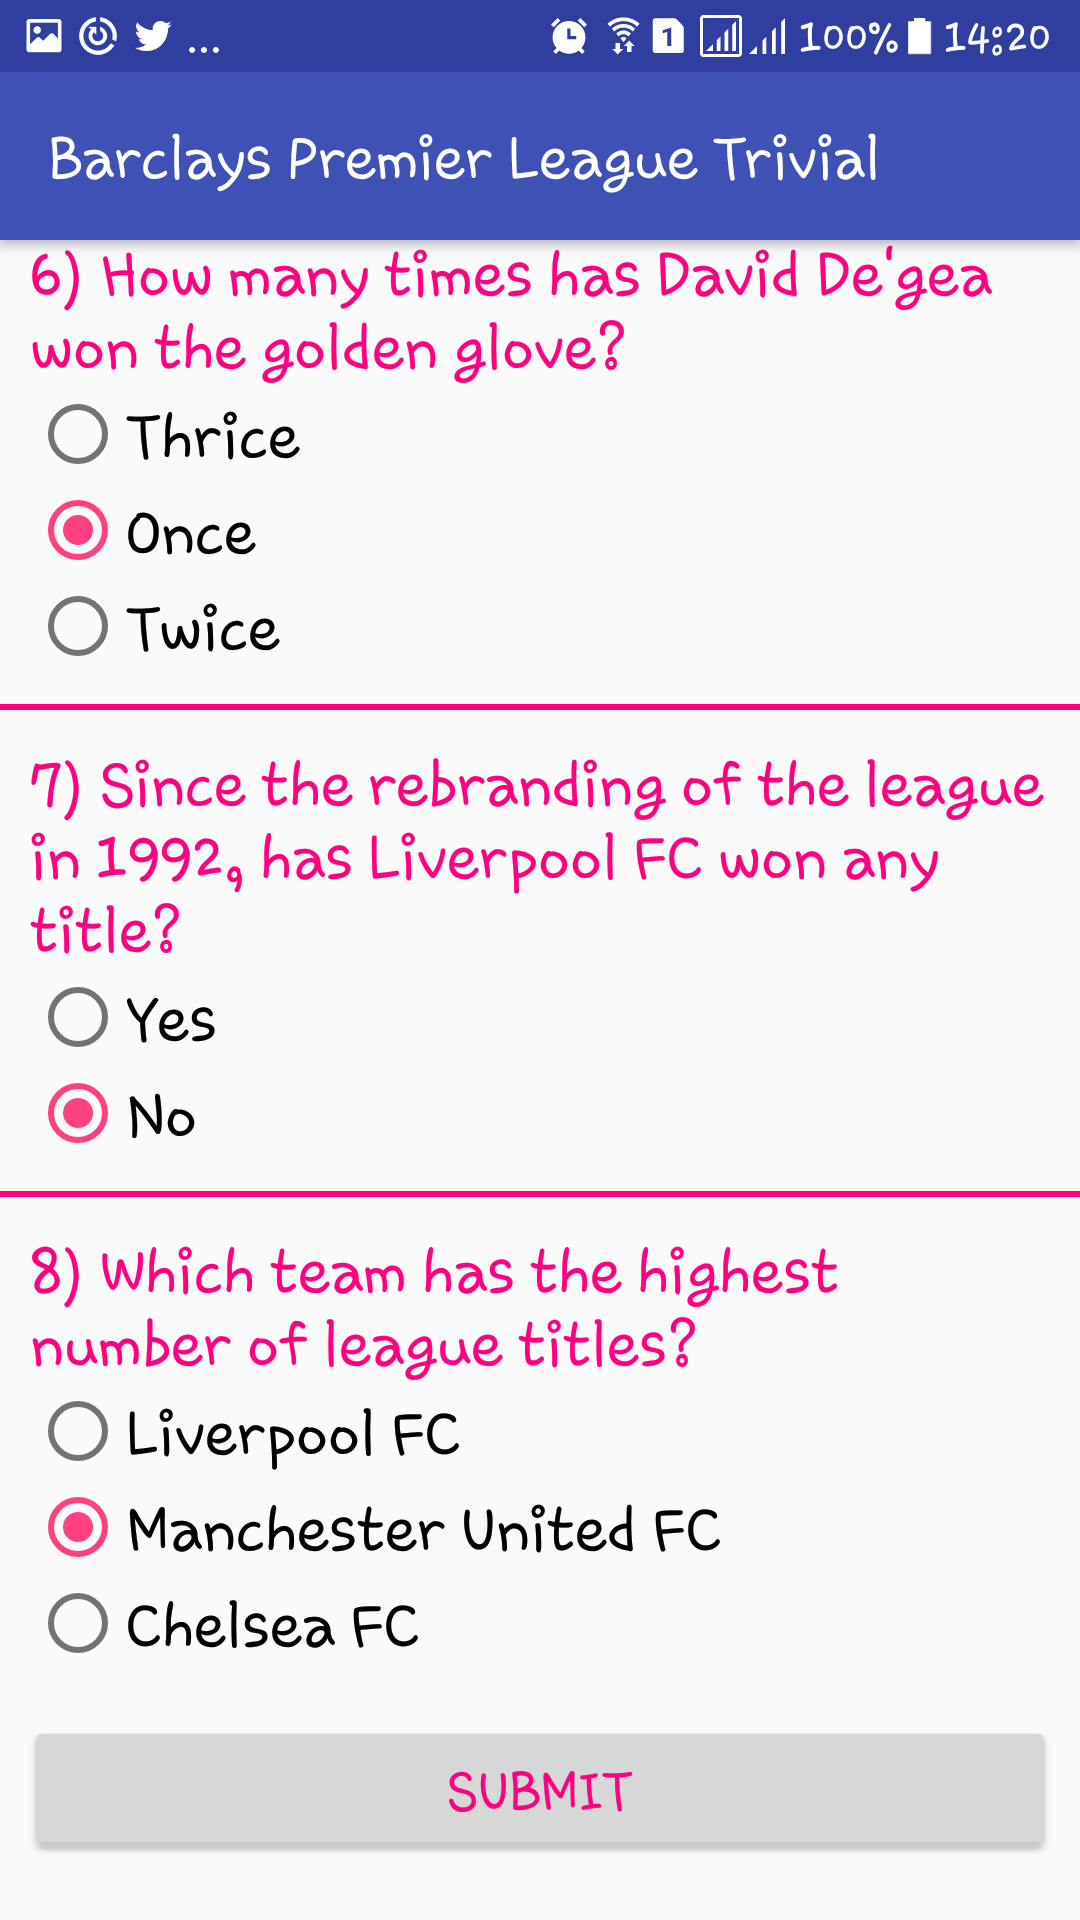 ... 1 100% 14:20
Barclays Premier League Trivial
6) How many times has David De'gea
won the golden glove?
Thrice
Once
Twice
7) Since the rebranding of the league
in 1992, has Liverpool FC won any
title?
Yes
No
8) Which team has the highest
number of league titles?
Liverpool FC
Manchester United FC
Chelsea FC
SUBMIT